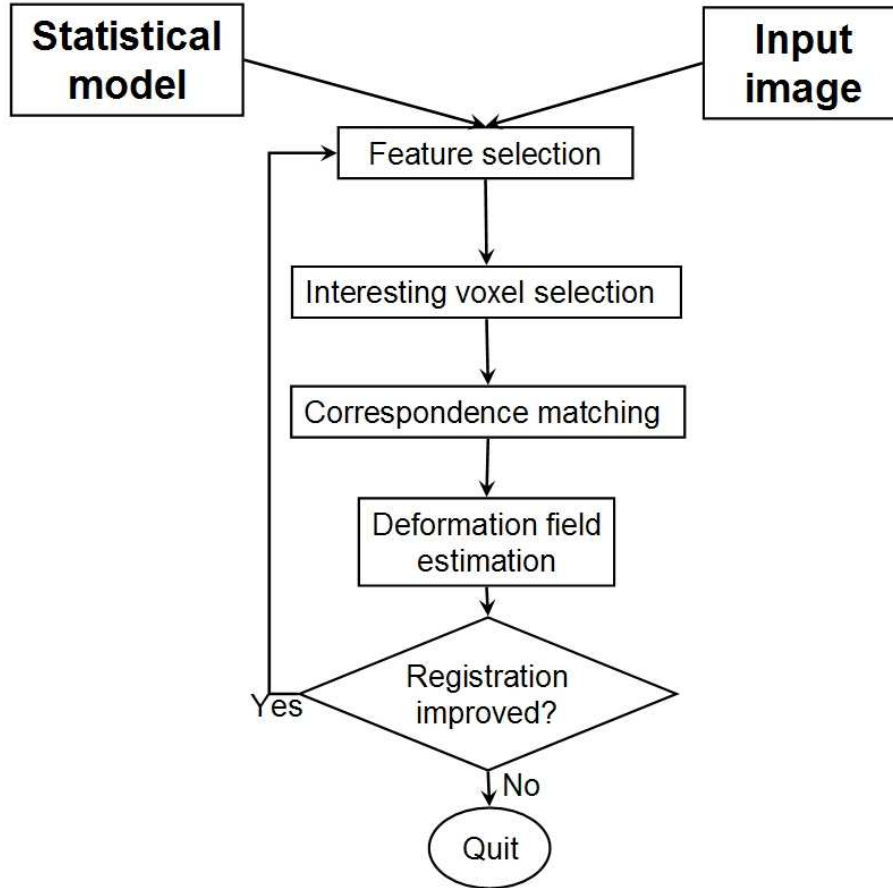 Statistical
model
Input
image
Feature selection
Interesting voxel selection
Correspondence matching
Deformation field
estimation
Registration
improved?
Yes
No
Quit